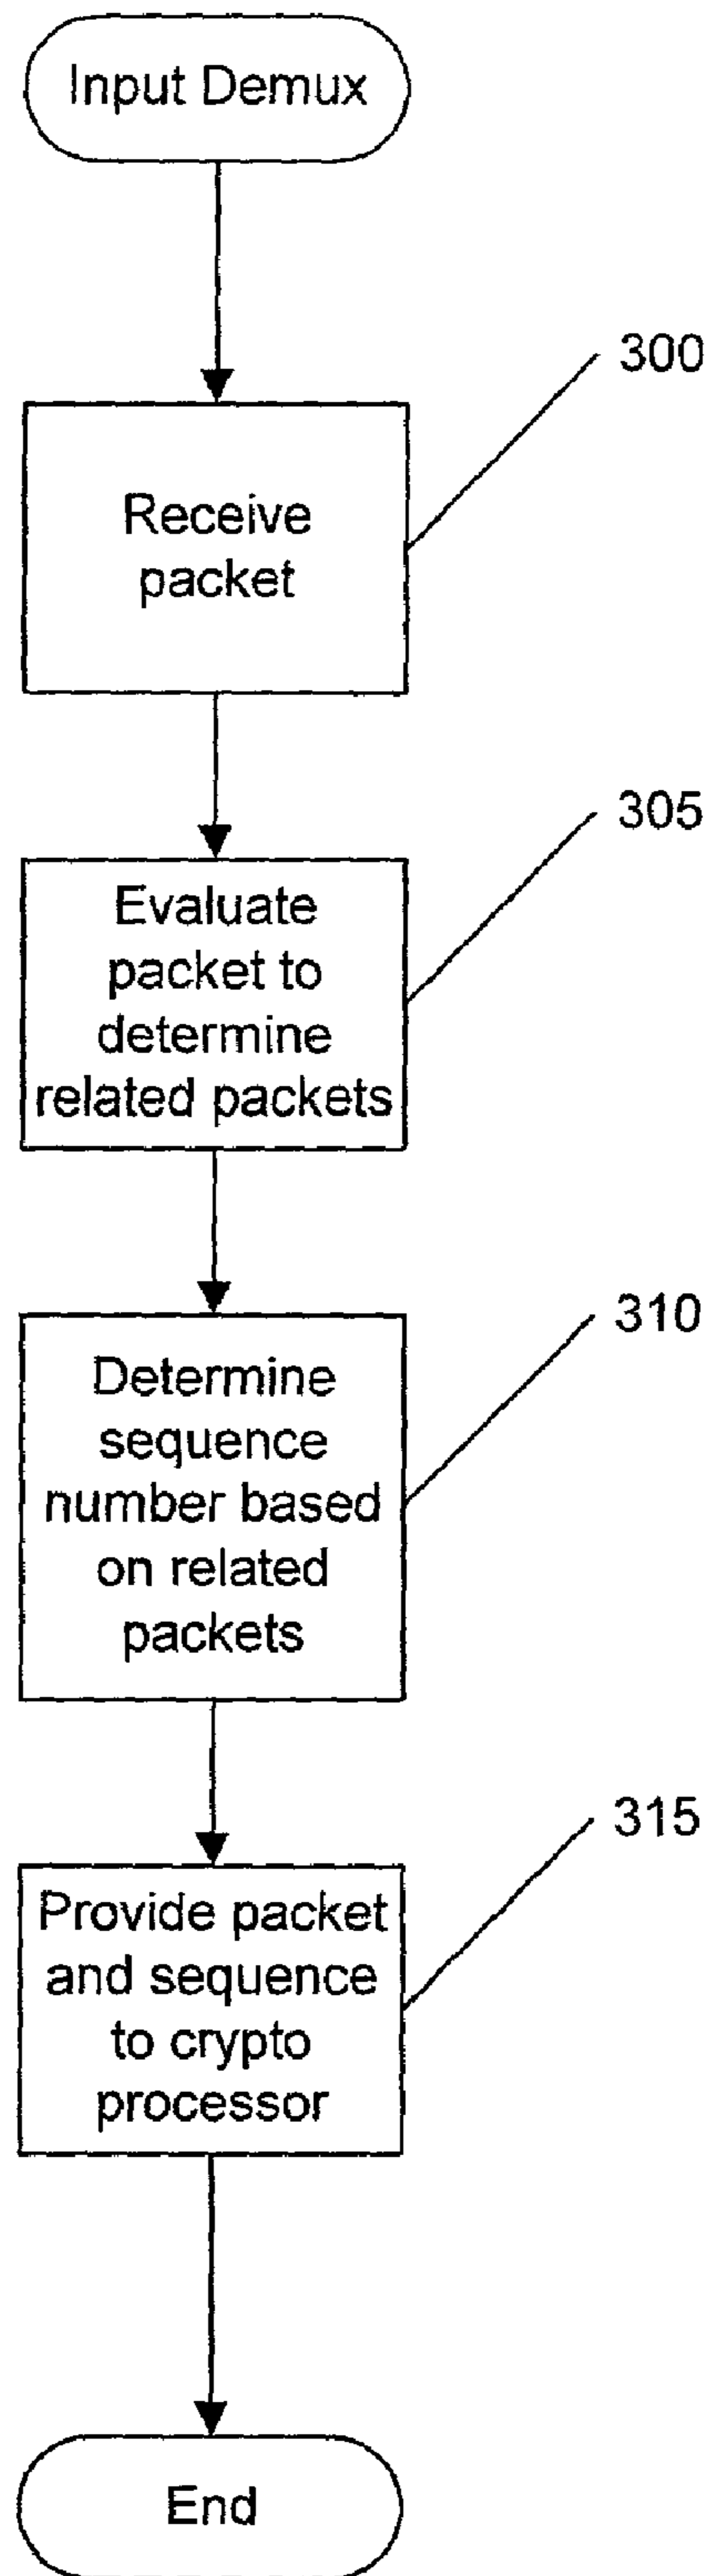 Input Demux
300
Receive
packet
305
Evaluate
packet to
determine
related packets
310
Determine
sequence
number based
on related
packets
315
Provide packet
and sequence
to crypto
processor
End